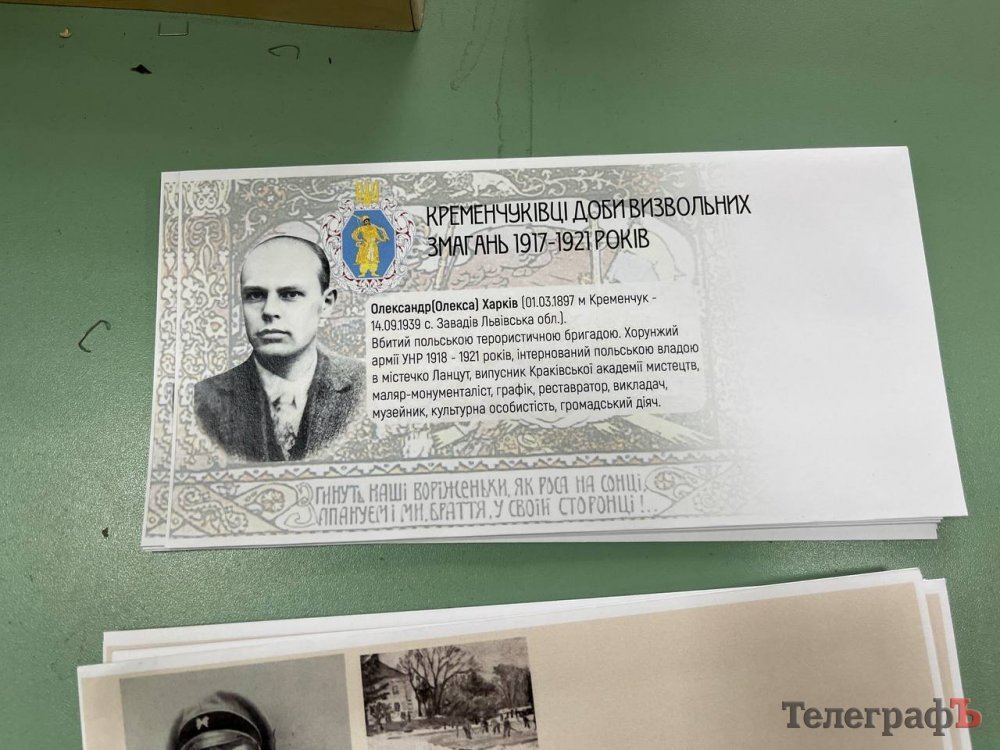 КРЕМЕНЧУКІВЦІ ДОБИ ВИЗВОЛЬНИХ
ЗМАГАНЬ 1917-1921 РОКІВ
Олександр(Олекса) Харків (01.03.1897 м Кременчук -
14.09.1939 с. Завадів Львівська обл.).
Вбитий польською терористичною бригадою. Хорунжий
армії УНР 1918 - 1921 років, інтернований польською владою
в містечко Ланцут, випусник Краківської академії мистецтв,
маляр-монументаліст, графік, реставратор, викладач,
музейник, культурна особистість, громадський діяч.
ЗГИНУТЬ НАШІ ВОРІЖЕНЬКИ, ЯК РОСА НА СОНЦІ,
ЗАПАНУЄМ І МИ, БРАТТЯ, У СВОЇЙ СТОРОНЦІ!..
ТелеграфЪ